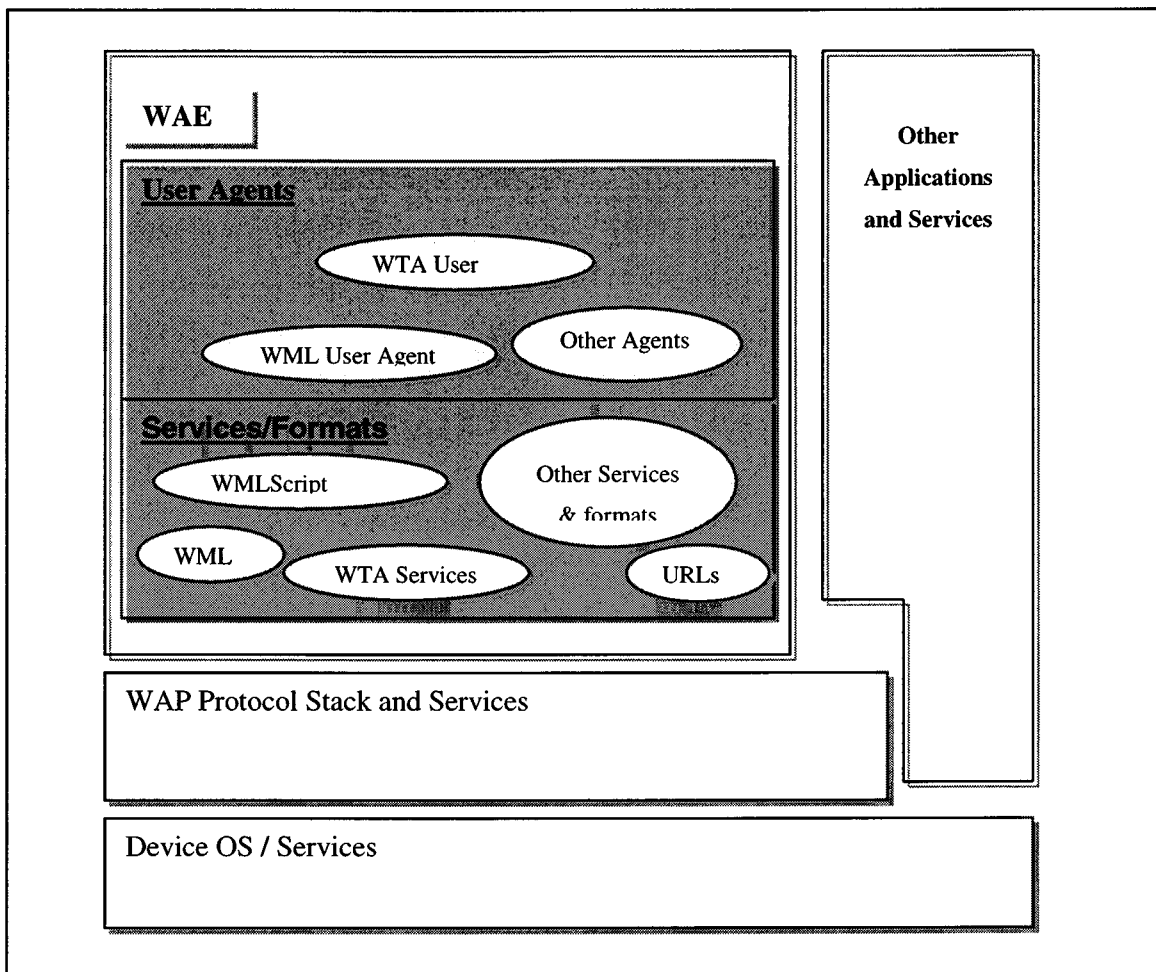 WAE
User Agents
WTA User
WML User Agent
Other Agents
Services/Formats
WMLScript
Other Services
& formats
WML
WTA Services
URLs
Other
Applications
and Services
WAP Protocol Stack and Services
Device OS / Services